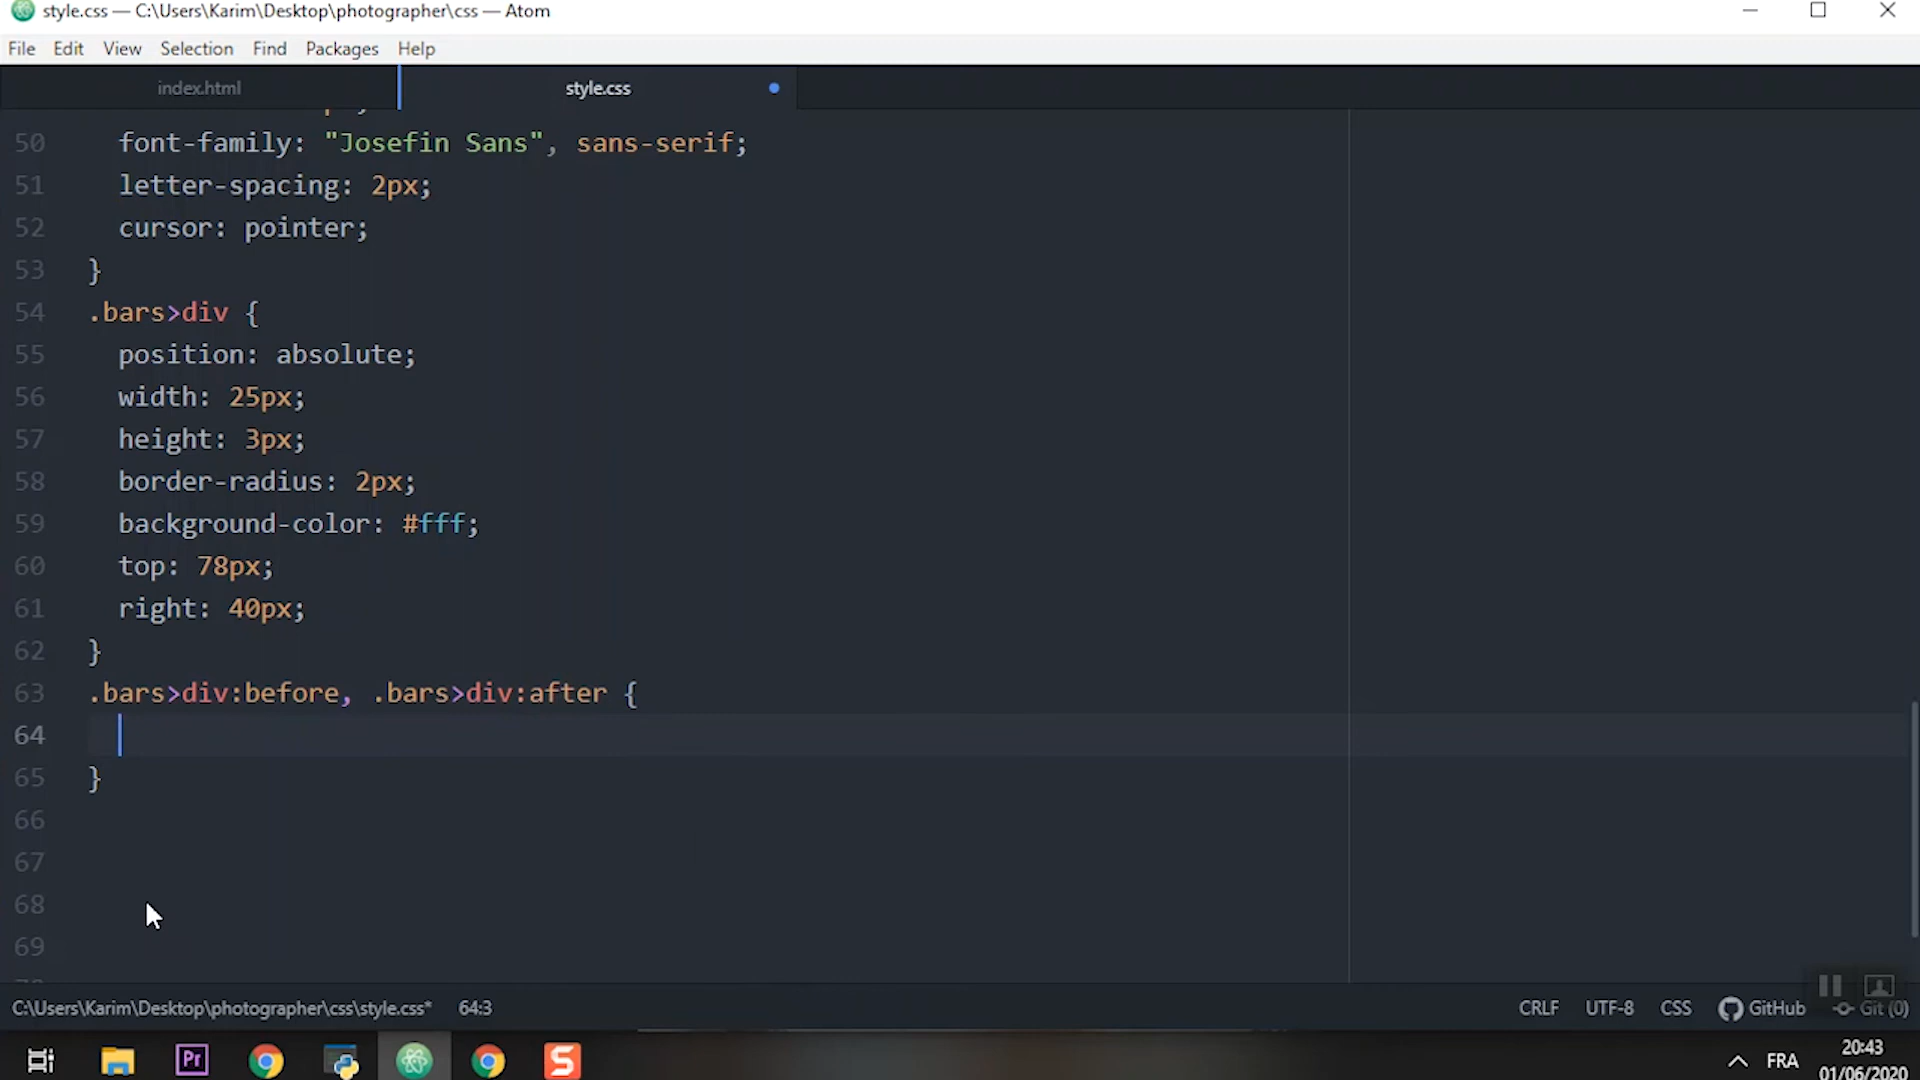 style.css — C:\Users\Karim\Desktop\photographer\css — Atom
File Edit View Selection Find Packages Help
index.html style.css
50 font-family: "Josefin Sans", sans-serif;
51 letter-spacing: 2px;
52 cursor: pointer;
53 }
54 .bars>div {
55 position: absolute;
56 width: 25px;
57 height: 3px;
58 border-radius: 2px;
59 background-color: #fff;
60 top: 78px;
61 right: 40px;
62 }
63 .bars>div:before, .bars>div:after {
64
65 }
66
67
68
69
C:\Users\Karim\Desktop\photographer\css\style.css* 64:3 CRLF UTF-8 CSS GitHub Git (0)
Pr S FRA 20:43
01/06/2020